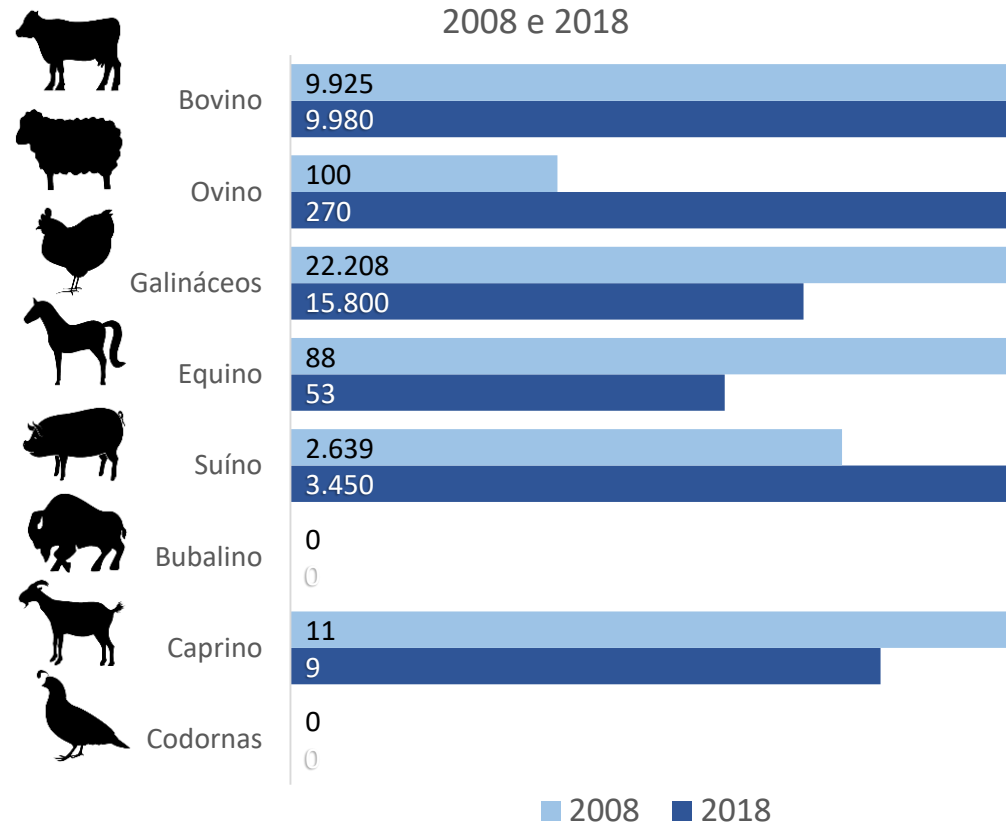 2008 e 2018
Bovino
9.925
9.980
Ovino
100
270
Galináceos
22.208
15.800
Equino
88
53
Suíno
2.639
3.450
Bubalino
0
0
Caprino
11
9
Codornas
0
0
2008 2018